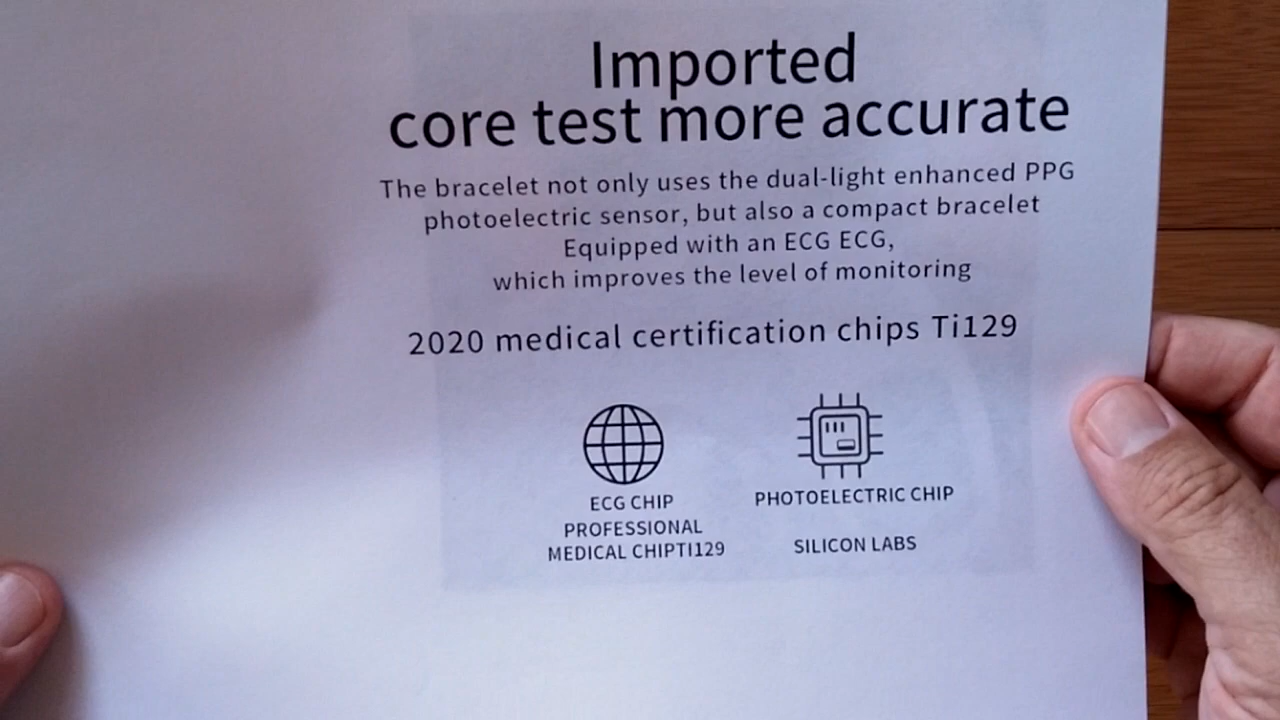 Imported
core test more accurate
The bracelet not only uses the dual-light enhanced PPG
photoelectric sensor, but also a compact bracelet
Equipped with an ECG ECG,
which improves the level of monitoring
2020 medical certification chips Ti129
ECG CHIP
PROFESSIONAL
MEDICAL CHIPTI129
PHOTOELECTRIC CHIP
SILICON LABS